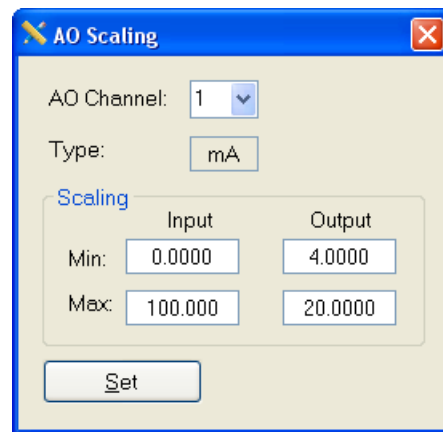 AO Scaling
AO Channel: 1
Type: mA
Scaling
Input Output
Min: 0.0000 4.0000
Max: 100.000 20.0000
Set